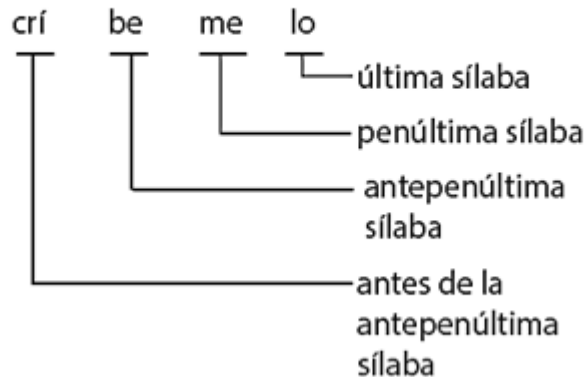 crí be me lo
última sílaba
penúltima sílaba
antepenúltima
sílaba
antes de la
antepenúltima
sílaba